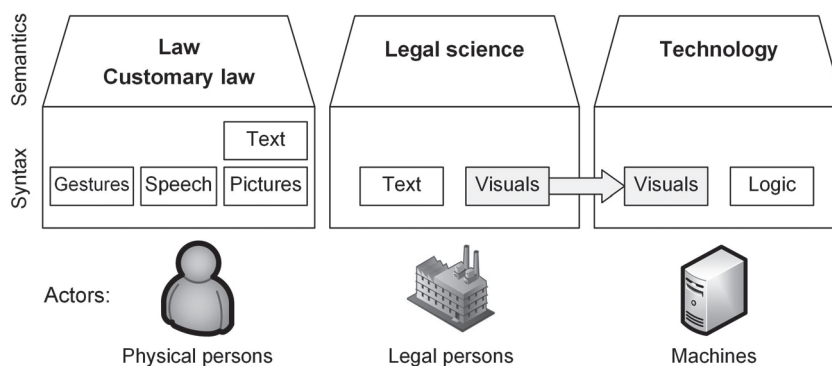 Semantics
Law
Customary law
Legal science
Technology
Syntax
Text
Gestures
Speech
Pictures
Text
Visuals
Visuals
Logic
Actors:
Physical persons
Legal persons
Machines